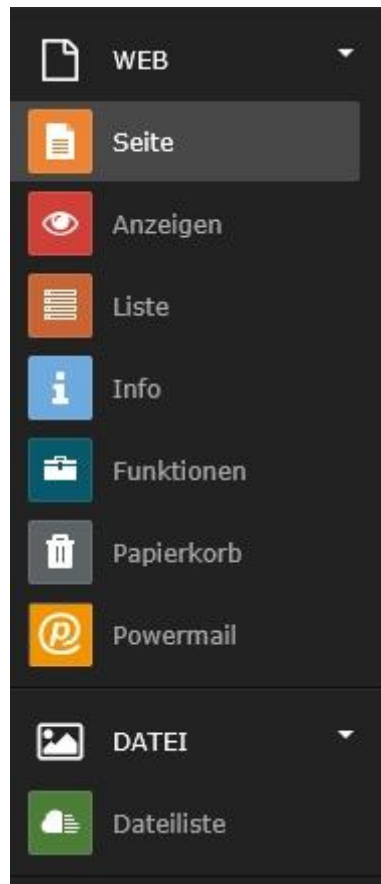 WEB
Seite
Anzeigen
Liste
Info
Funktionen
Papierkorb
Powermail
DATEI
Dateiliste